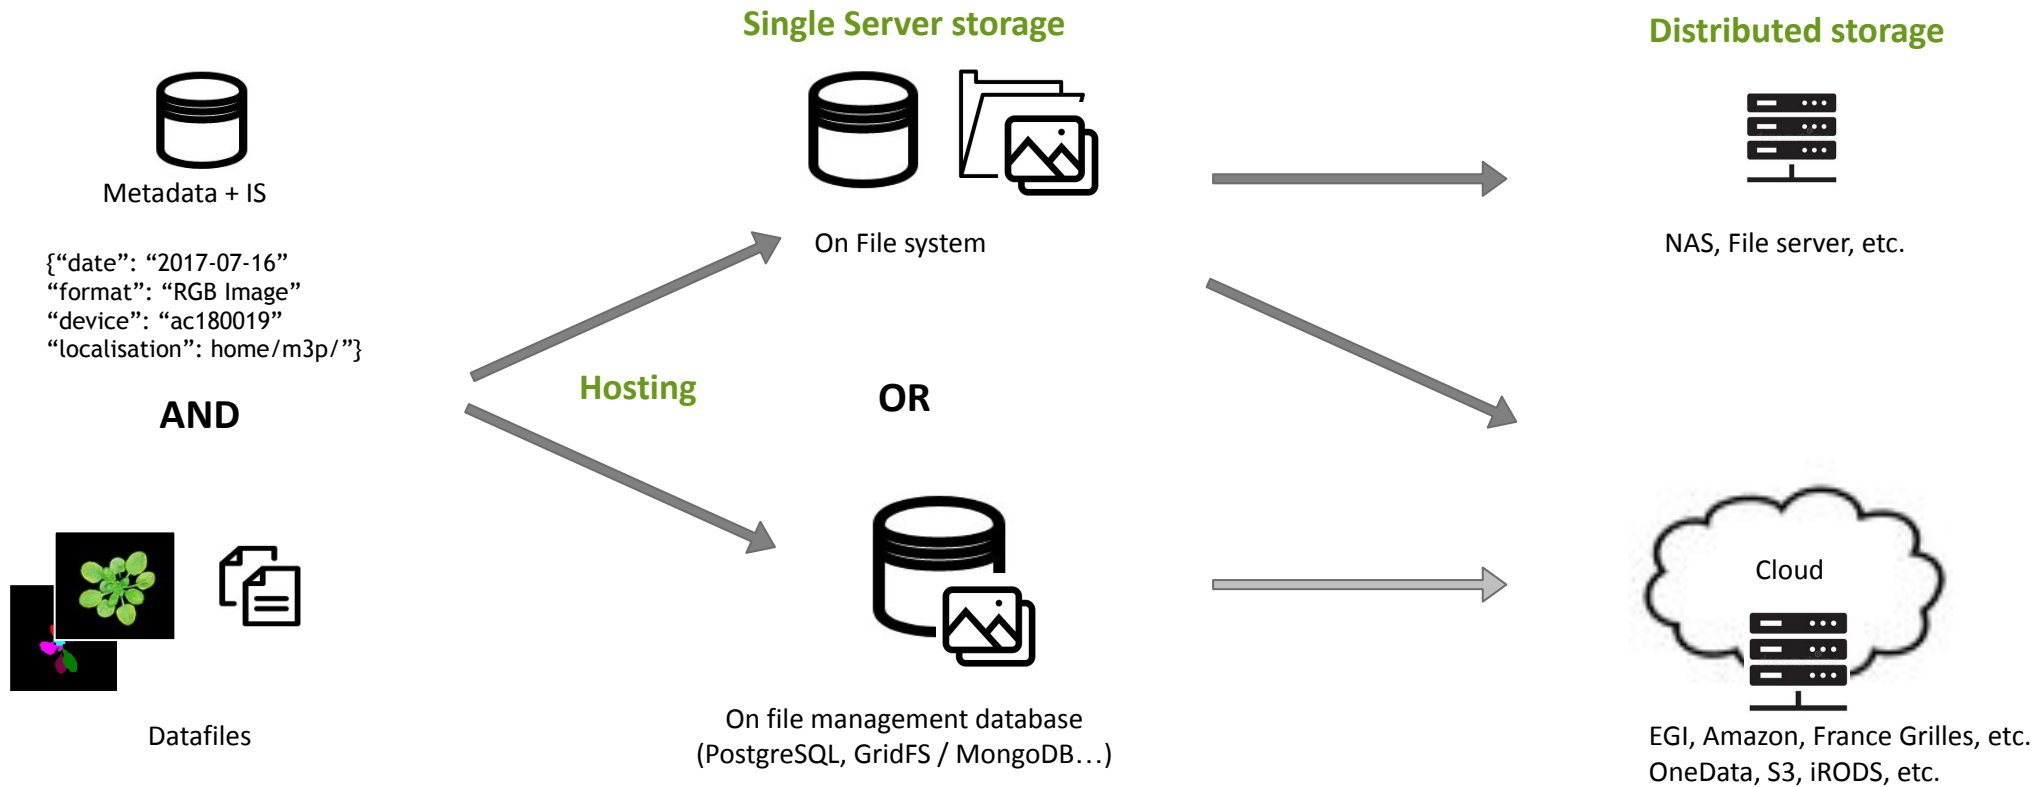 Single Server storage
Distributed storage
Metadata + IS
{“date”: “2017-07-16”
“format”: “RGB Image”
“device”: “ac180019”
“localisation”: home/m3p/”}
AND
Datafiles
Hosting
On File system
OR
On file management database
(PostgreSQL, GridFS / MongoDB…)
NAS, File server, etc.
Cloud
EGI, Amazon, France Grilles, etc.
OneData, S3, iRODS, etc.